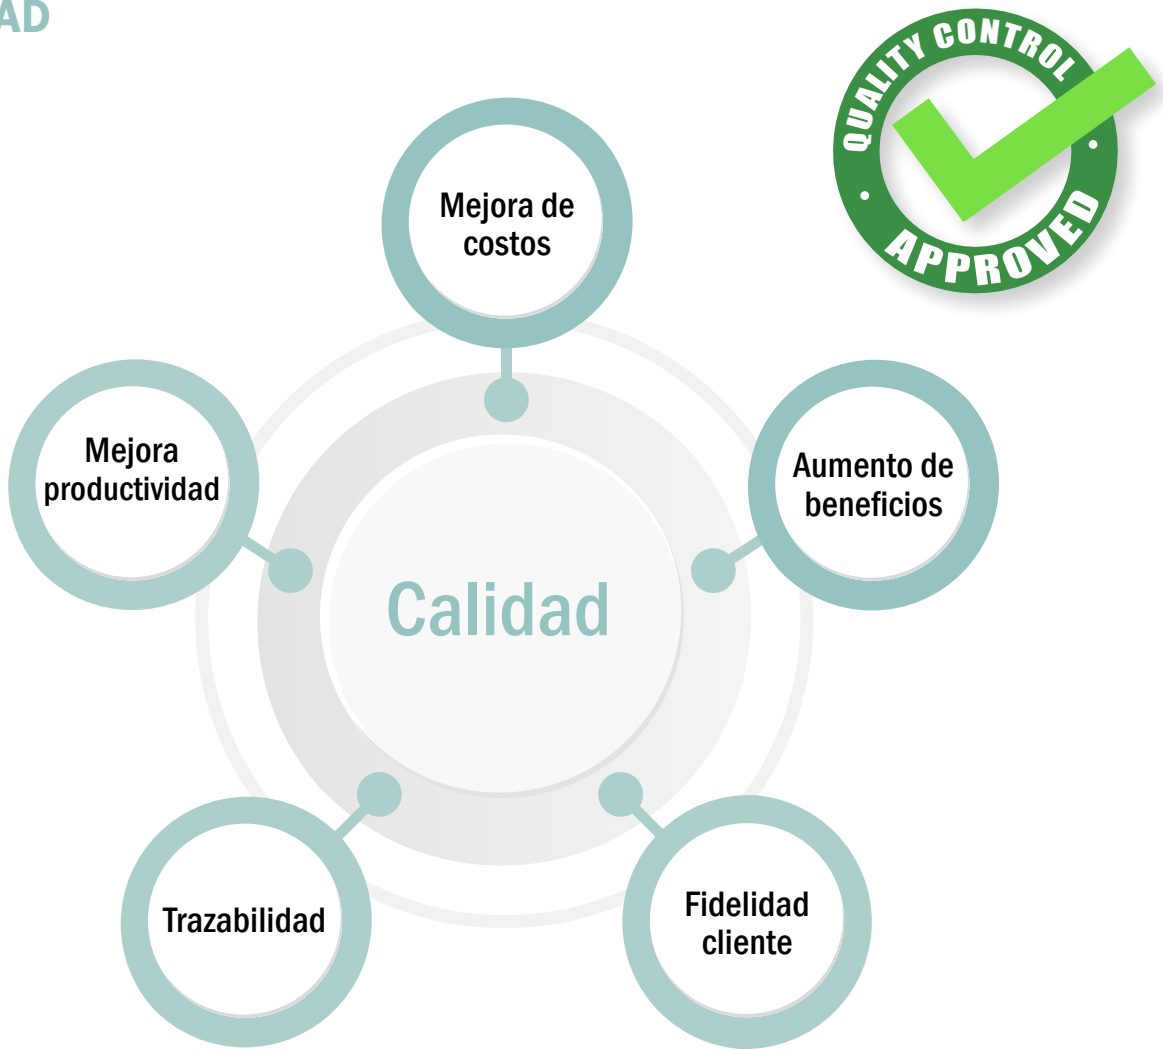 AD
QUALITY CONTROL
APPROVED
Mejora de
costos
Mejora
productividad
Aumento de
beneficios
Calidad
Trazabilidad
Fidelidad
cliente